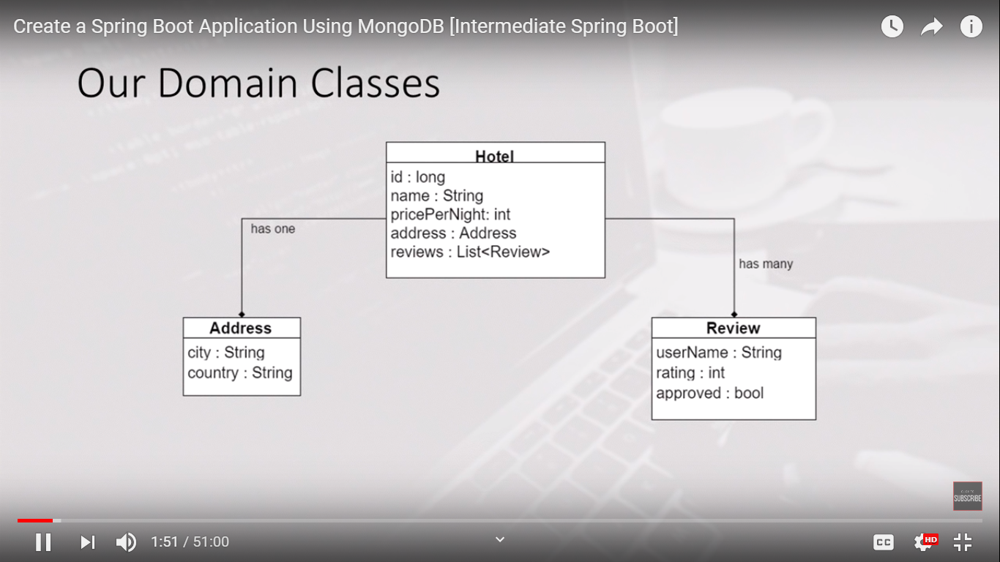 Create a Spring Boot Application Using MongoDB [Intermediate Spring Boot]
Our Domain Classes
Hotel
id : long
name : String
pricePerNight: int
address : Address
reviews : List<Review>
has one
has many
Address
city : String
country : String
Review
userName : String
rating : int
approved : bool
SUBSCRIBE
1:51 / 51:00
CC
HD